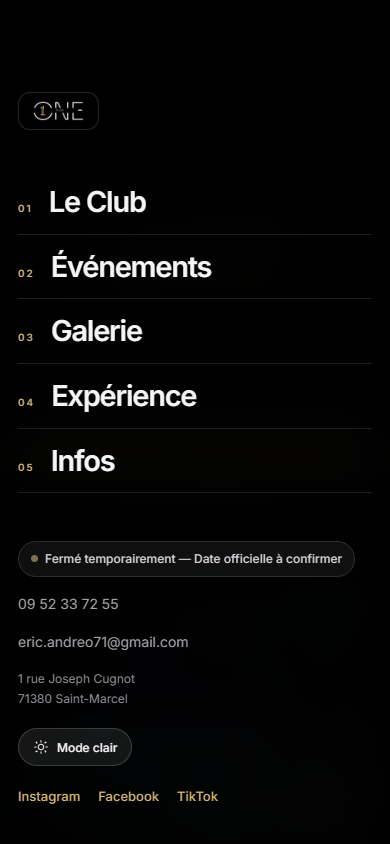 ONE
01 Le Club
02 Événements
03 Galerie
04 Expérience
05 Infos
Fermé temporairement — Date officielle à confirmer
09 52 33 72 55
eric.andreo71@gmail.com
1 rue Joseph Cugnot
71380 Saint-Marcel
Mode clair
Instagram Facebook TikTok